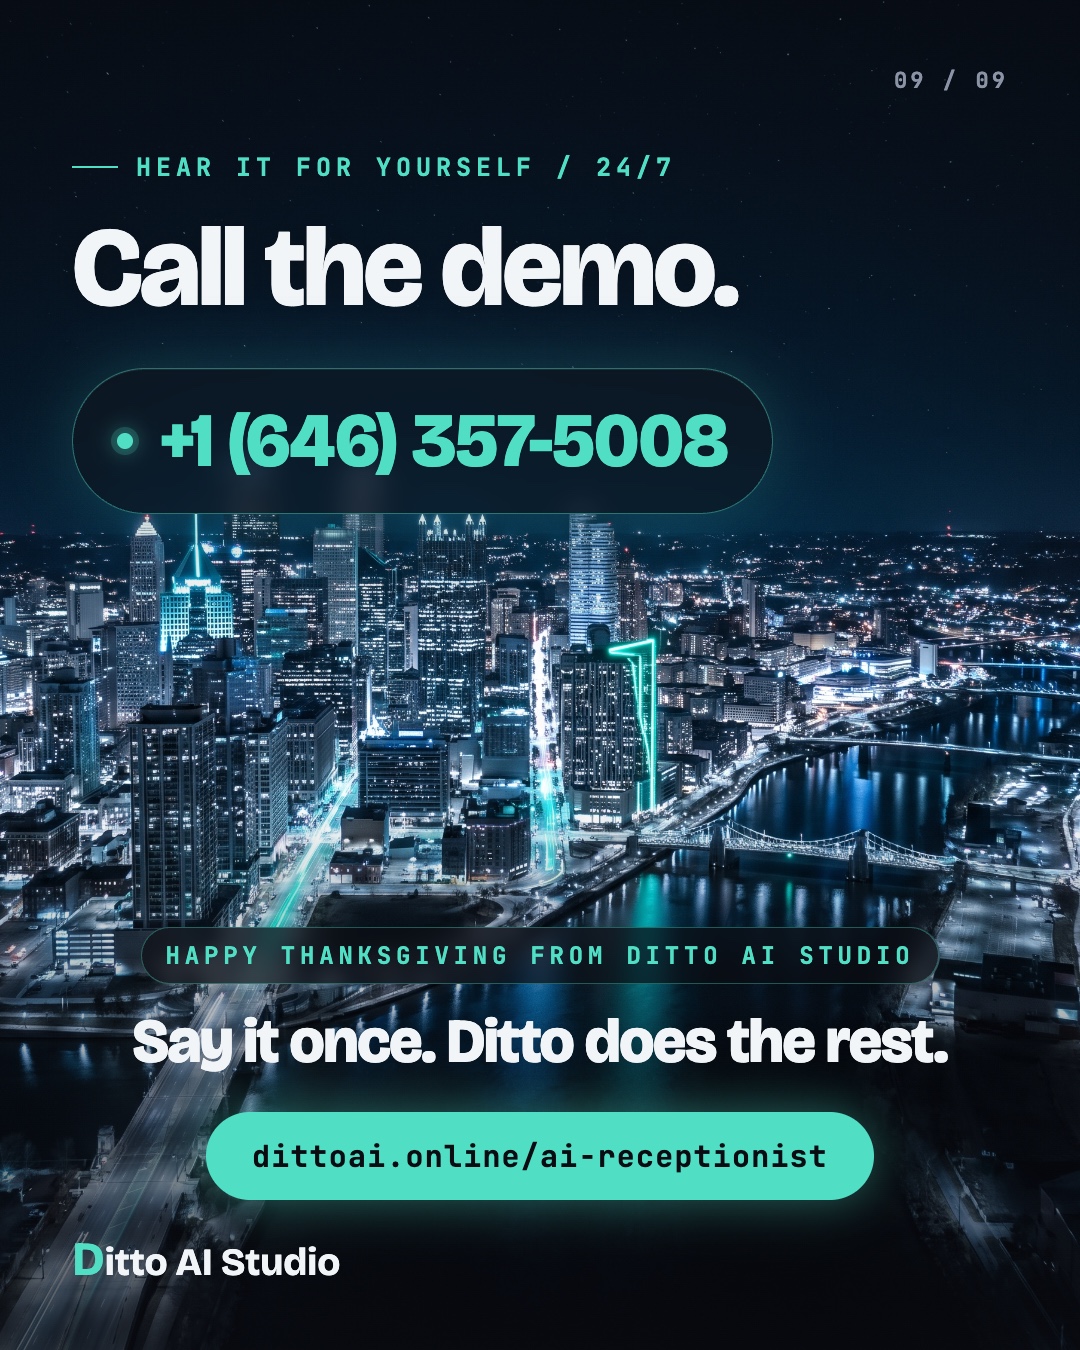 09 / 09
HEAR IT FOR YOURSELF / 24/7
Call the demo.
+1 (646) 357-5008
HAPPY THANKSGIVING FROM DITTO AI STUDIO
Say it once. Ditto does the rest.
dittoai.online/ai-receptionist
Ditto AI Studio